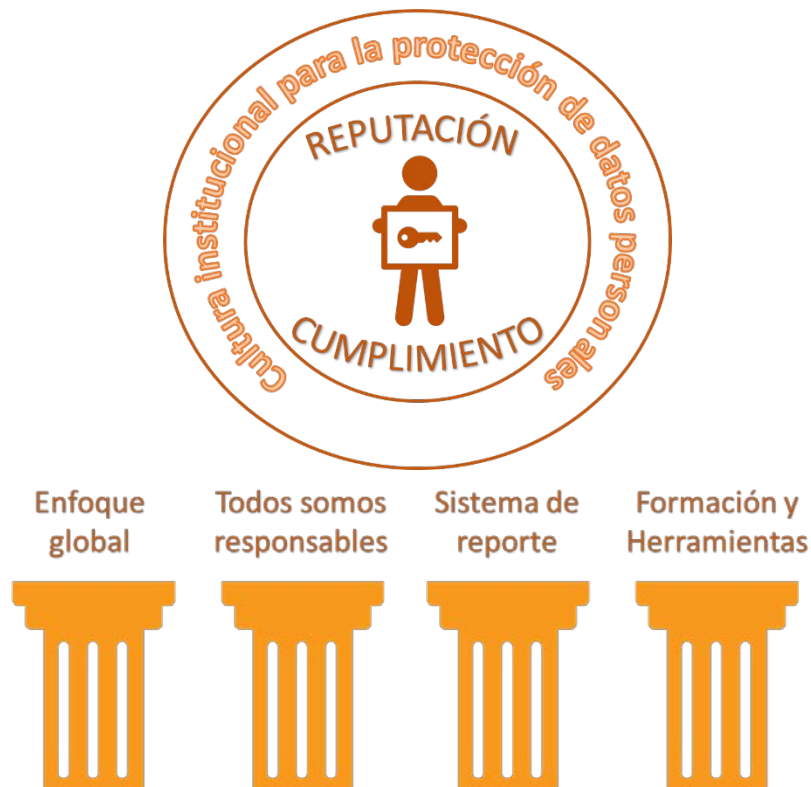 Cultura institucional para la protección de datos personales
REPUTACIÓN
CUMPLIMIENTO
Enfoque
global
Todos somos
responsables
Sistema de
reporte
Formación y
Herramientas